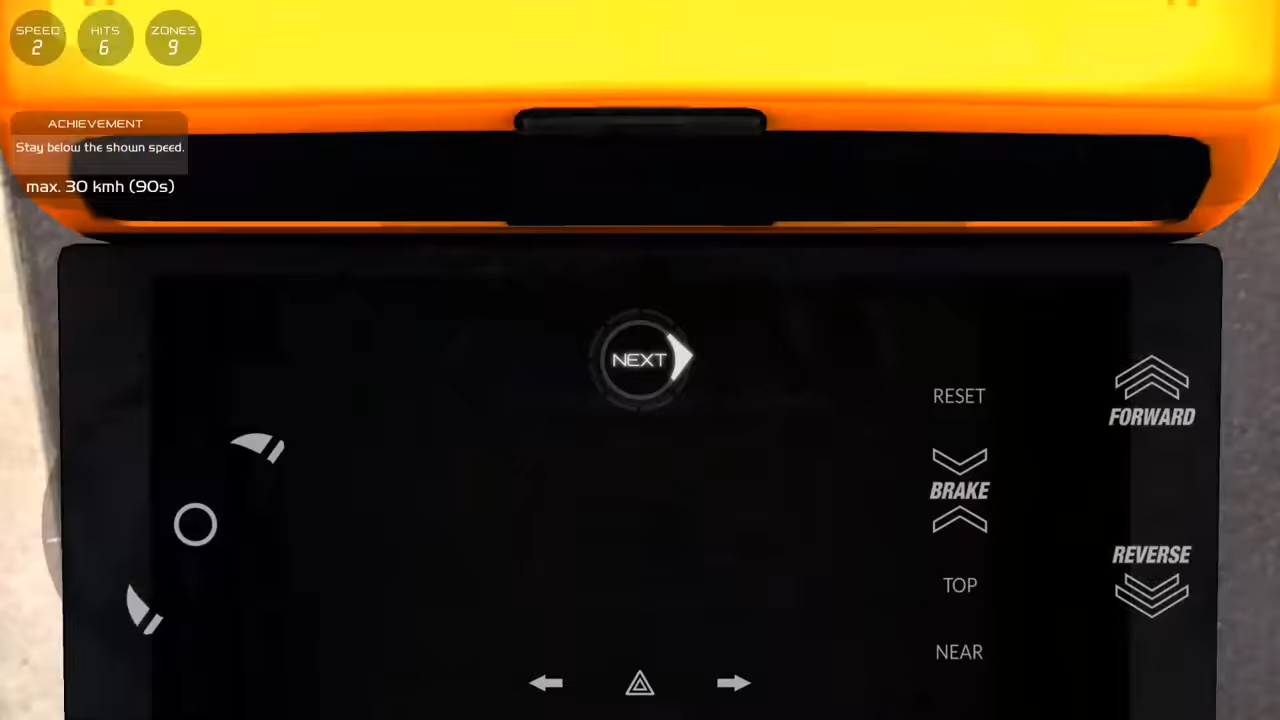 SPEED HITS ZONES
2 6 9
ACHIEVEMENT
Stay below the shown speed.
max. 30 kmh (90s)
NEXT
RESET
FORWARD
BRAKE
REVERSE
TOP
NEAR